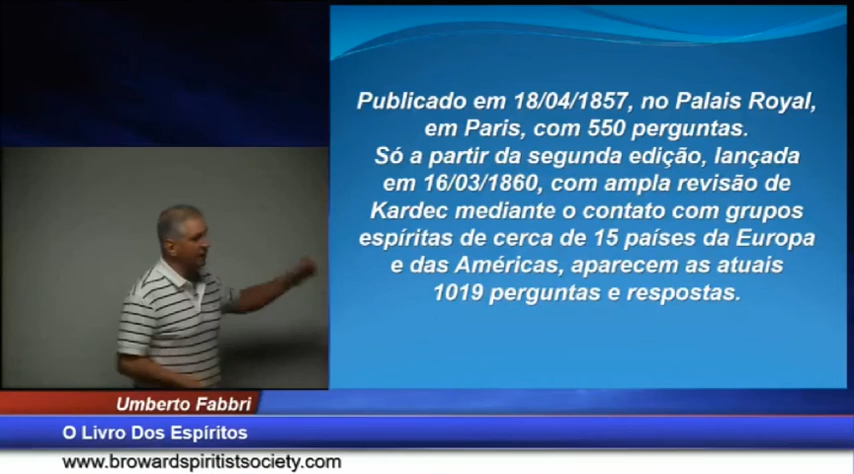 Publicado em 18/04/1857, no Palais Royal,
em Paris, com 550 perguntas.
Só a partir da segunda edição, lançada
em 16/03/1860, com ampla revisão de
Kardec mediante o contato com grupos
espíritas de cerca de 15 países da Europa
e das Américas, aparecem as atuais
1019 perguntas e respostas.
Umberto Fabbri
O Livro Dos Espíritos
www.browardspiritistsociety.com